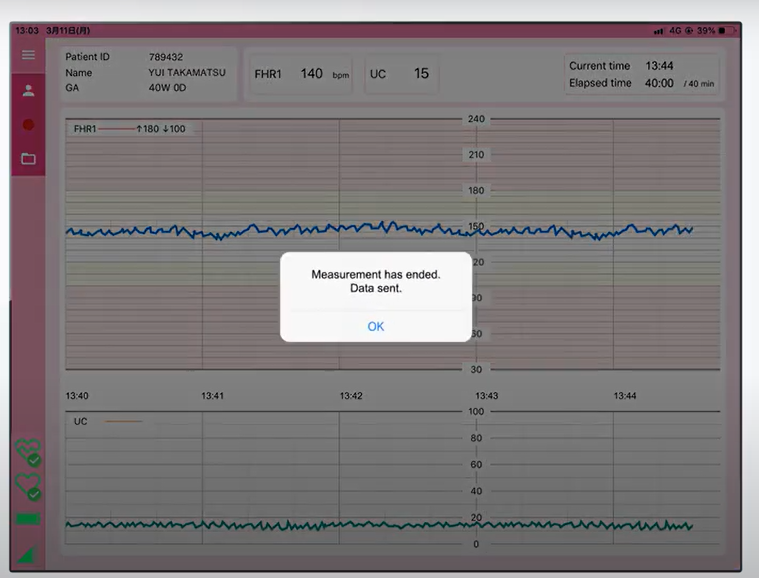 13:03 3月11日(月)
4G 39%
Patient ID 789432
Name YUI TAKAMATSU
GA 40W 0D
FHR1 140 bpm
UC 15
Current time 13:44
Elapsed time 40:00 / 40 min
FHR1 ↑180 ↓100
240
210
180
150
20
90
60
30
Measurement has ended.
Data sent.
OK
13:40 13:41 13:42 13:43 13:44
UC
100
80
60
40
20
0